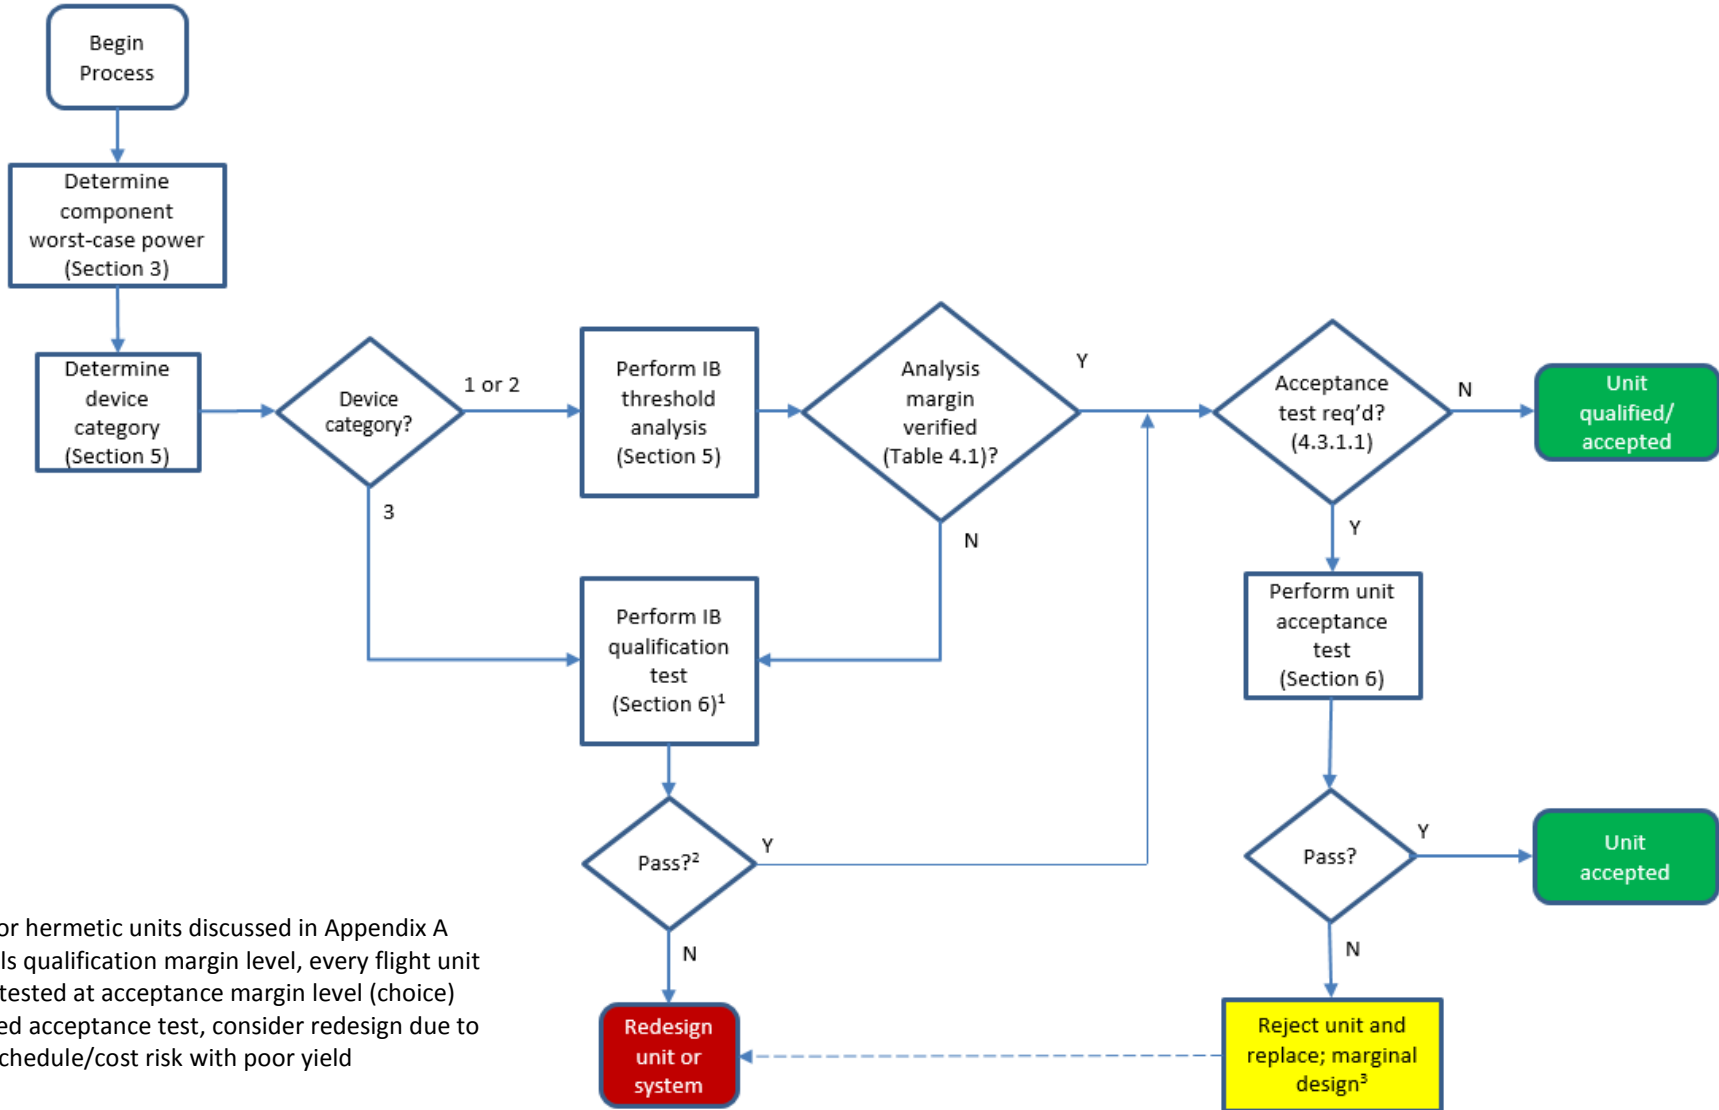 Begin
Process
Determine
component
worst-case power
(Section 3)
Determine
device
category
(Section 5)
Device
category?
1 or 2
3
Perform IB
threshold
analysis
(Section 5)
Analysis
margin
verified
(Table 4.1)?
Y
N
Acceptance
test req’d?
(4.3.1.1)
N
Y
Unit
qualified/
accepted
Perform IB
qualification
test
(Section 6)¹
Pass?²
Y
N
Redesign
unit or
system
Perform unit
acceptance
test
(Section 6)
Pass?
Y
N
Unit
accepted
Reject unit and
replace; marginal
design³
or hermetic units discussed in Appendix A
ls qualification margin level, every flight unit
tested at acceptance margin level (choice)
ed acceptance test, consider redesign due to
schedule/cost risk with poor yield